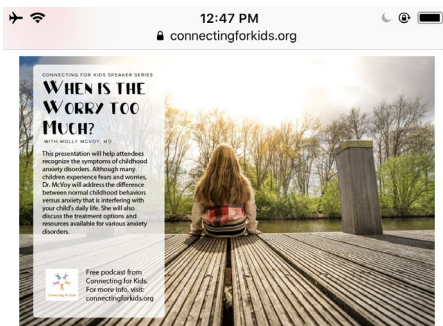 12:47 PM
connectingforkids.org
CONNECTING FOR KIDS SPEAKER SERIES
WHEN IS THE
WORRY TOO
MUCH?
WITH MOLLY MCVOY, MD
This presentation will help attendees
recognize the symptoms of childhood
anxiety disorders. Although many
children experience fears and worries,
Dr. McVoy will address the difference
between normal childhood behaviors
versus anxiety that is interfering with
your child's daily life. She will also
discuss the treatment options and
resources available for various anxiety
disorders.
Free podcast from
Connecting for Kids.
For more info, visit:
connectingforkids.org
Connecting for Kids